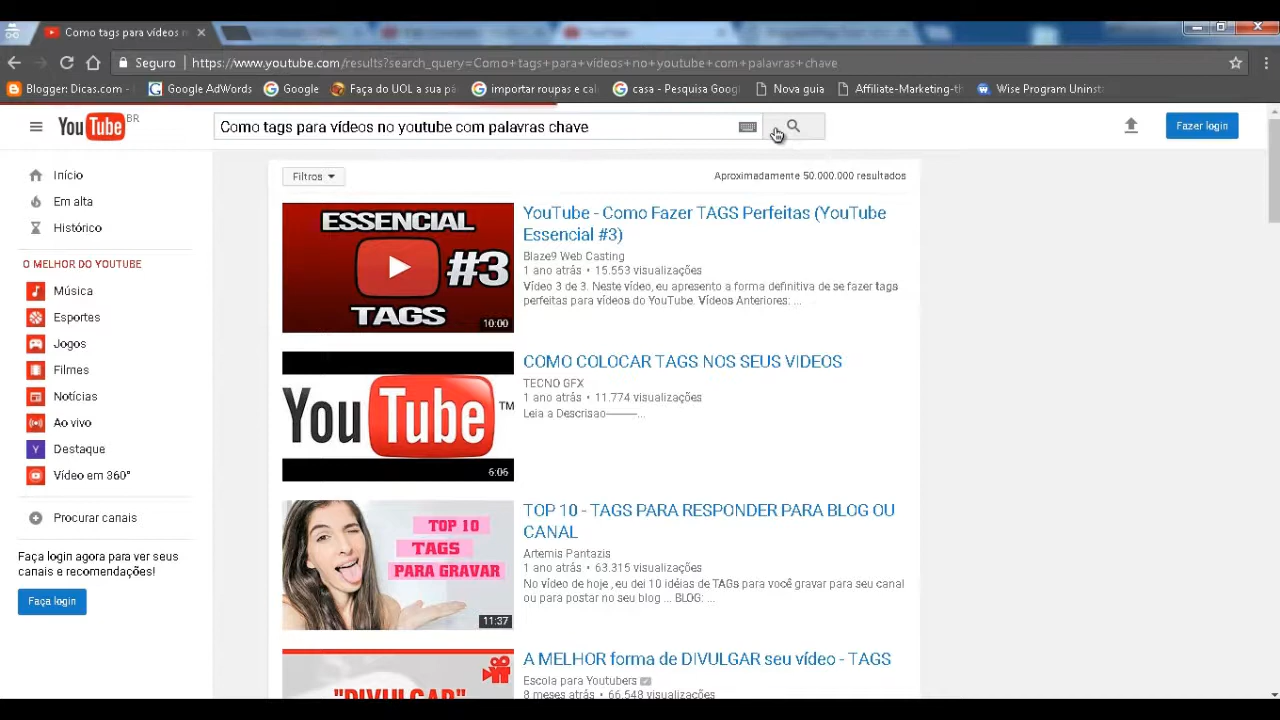 Como tags para vídeos n
Seguro
https://www.youtube.com/results?search_query=Como+tags+para+vídeos+no+youtube+com+palavras+chave
Blogger: Dicas.com -
Google AdWords
Google
Faça do UOL a sua pá
importar roupas e cal
casa - Pesquisa Googl
Nova guia
Affiliate-Marketing-th
Wise Program Uninst
YouTube BR
Como tags para vídeos no youtube com palavras chave
Fazer login
Início
Em alta
Histórico
O MELHOR DO YOUTUBE
Música
Esportes
Jogos
Filmes
Notícias
Ao vivo
Y
Destaque
Vídeo em 360°
Procurar canais
Faça login agora para ver seus
canais e recomendações!
Faça login
Filtros
Aproximadamente 50.000.000 resultados
ESSENCIAL
#3
TAGS
10:00
YouTube - Como Fazer TAGS Perfeitas (YouTube
Essencial #3)
Blaze9 Web Casting
1 ano atrás • 15.553 visualizações
Vídeo 3 de 3. Neste vídeo, eu apresento a forma definitiva de se fazer tags
perfeitas para vídeos do YouTube. Vídeos Anteriores: ...
YouTube™
6:06
COMO COLOCAR TAGS NOS SEUS VIDEOS
TECNO GFX
1 ano atrás • 11.774 visualizações
Leia a Descrisao———...
TOP 10
TAGS
PARA GRAVAR
11:37
TOP 10 - TAGS PARA RESPONDER PARA BLOG OU
CANAL
Artemis Pantazis
1 ano atrás • 63.315 visualizações
No vídeo de hoje , eu dei 10 idéias de TAGs para você gravar para seu canal
ou para postar no seu blog ... BLOG: ...
"DIVULGAR"
A MELHOR forma de DIVULGAR seu vídeo - TAGS
Escola para Youtubers
8 meses atrás • 66.548 visualizações